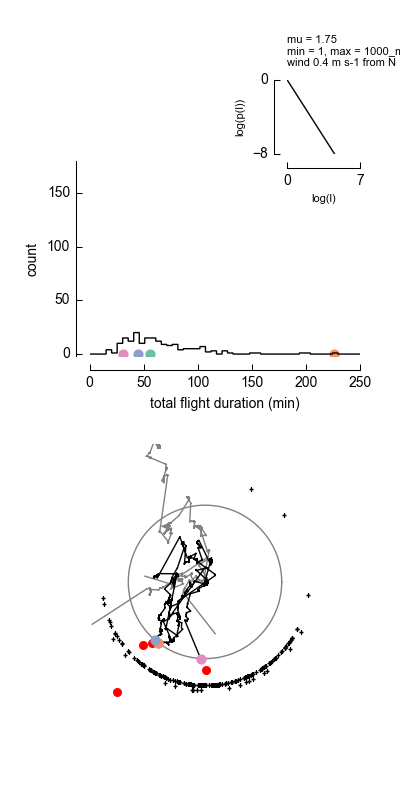 mu = 1.75
min = 1, max = 1000_m
wind 0.4 m s-1 from N
0
log(p(l))
−8
0 7
log(l)
150
100
50
0
count
0 50 100 150 200 250
total flight duration (min)